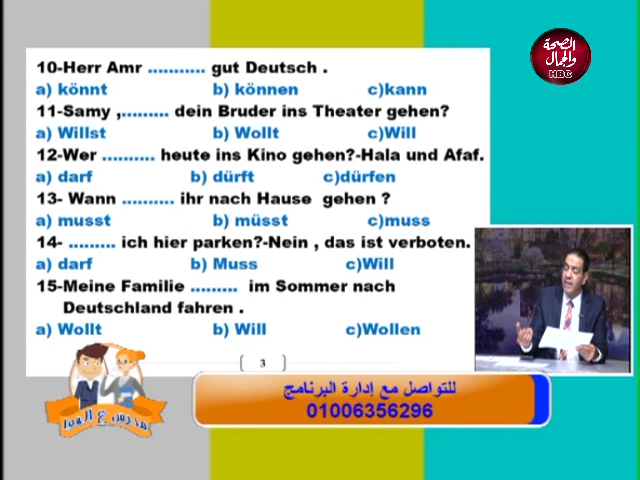 الصحة
والجمال
HBC
10-Herr Amr ........... gut Deutsch .
a) könnt b) können c)kann
11-Samy ,......... dein Bruder ins Theater gehen?
a) Willst b) Wollt c)Will
12-Wer .......... heute ins Kino gehen?-Hala und Afaf.
a) darf b) dürft c)dürfen
13- Wann .......... ihr nach Hause gehen ?
a) musst b) müsst c)muss
14- ......... ich hier parken?-Nein , das ist verboten.
a) darf b) Muss c)Will
15-Meine Familie ......... im Sommer nach
Deutschland fahren .
a) Wollt b) Will c)Wollen
3
للتواصل مع إدارة البرنامج
01006356296
مدرس ع الهوا